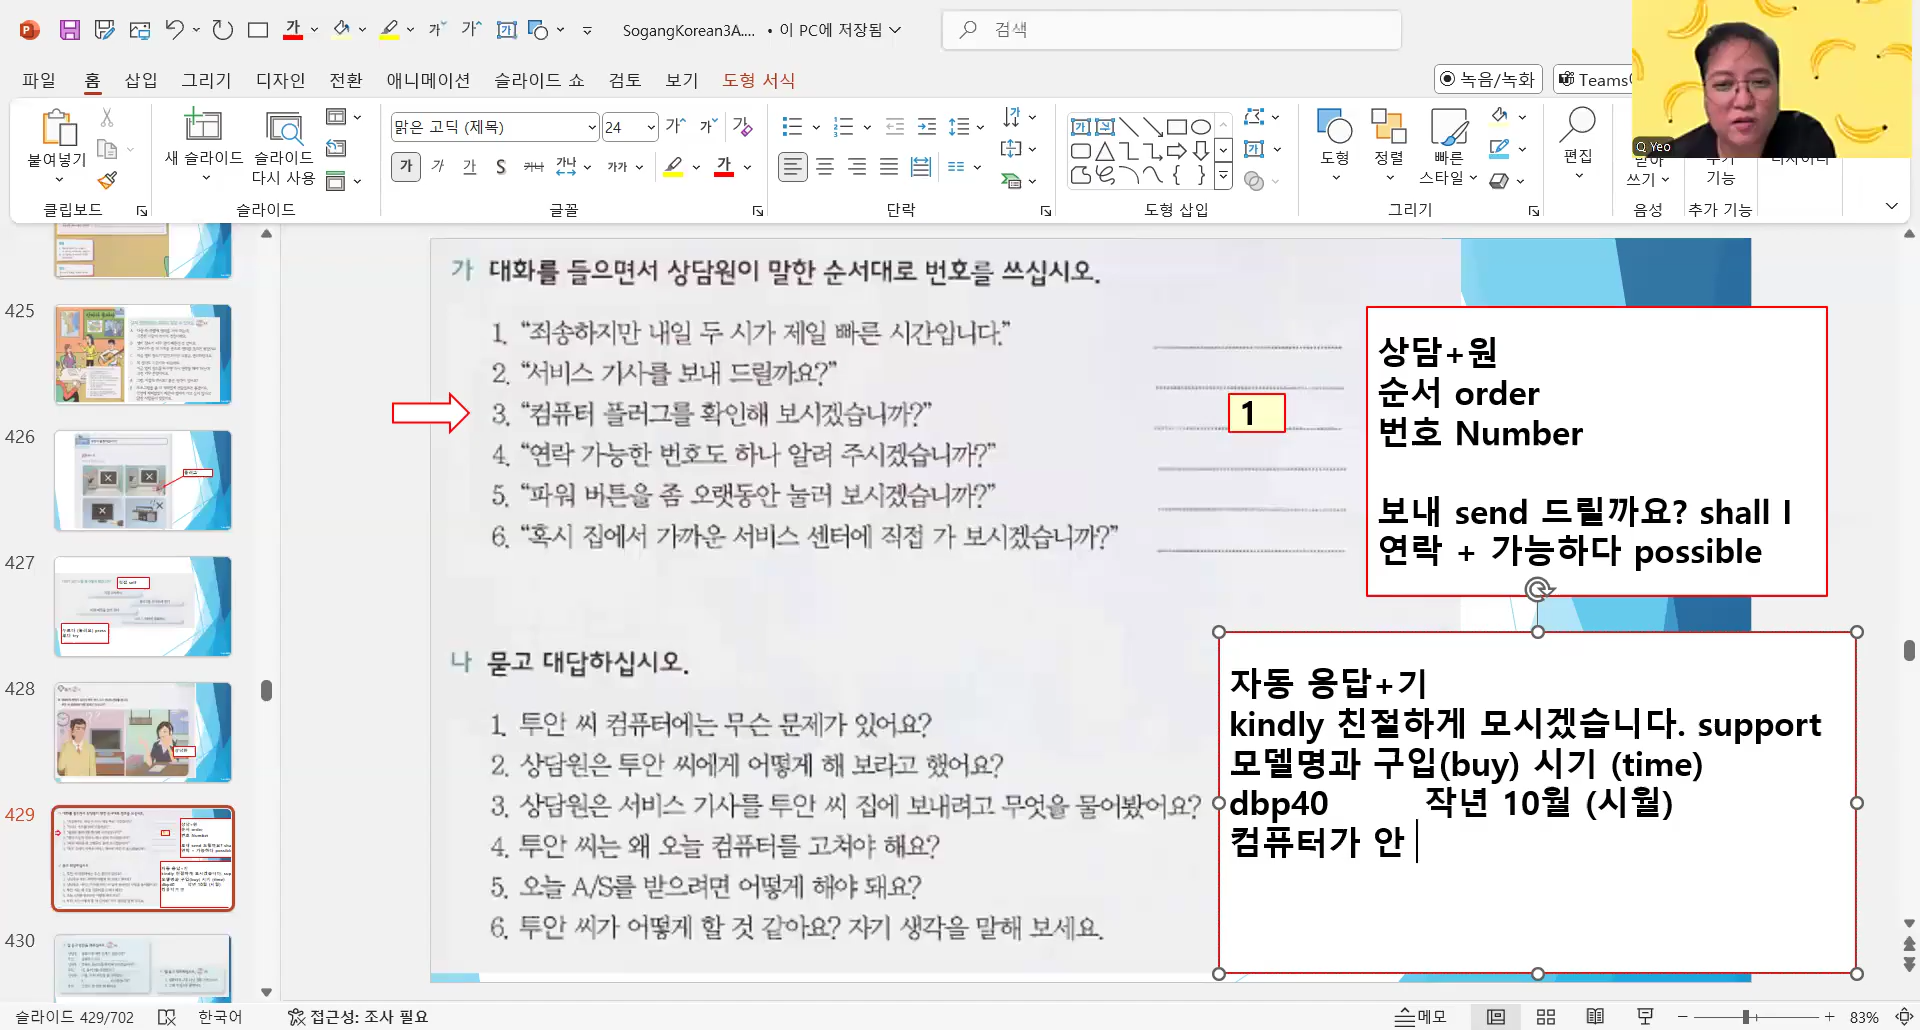 SogangKorean3A.... • 이 PC에 저장됨
검색
파일 홈 삽입 그리기 디자인 전환 애니메이션 슬라이드 쇼 검토 보기 도형 서식
녹음/녹화 Teams
붙여넣기
새 슬라이드
슬라이드 다시 사용
맑은 고딕 (제목) 24
도형
정렬
빠른 스타일
편집
쓰기
기능
클립보드 슬라이드 글꼴 단락 도형 삽입 그리기 음성 추가 기능
Q Yeo
425
426
427
428
429
430
가 대화를 들으면서 상담원이 말한 순서대로 번호를 쓰십시오.
1. “죄송하지만 내일 두 시가 제일 빠른 시간입니다.”
2. “서비스 기사를 보내 드릴까요?”
3. “컴퓨터 플러그를 확인해 보시겠습니까?”
1
4. “연락 가능한 번호도 하나 알려 주시겠습니까?”
5. “파워 버튼을 좀 오랫동안 눌러 보시겠습니까?”
6. “혹시 집에서 가까운 서비스 센터에 직접 가 보시겠습니까?”
상담+원
순서 order
번호 Number
보내 send 드릴까요? shall I
연락 + 가능하다 possible
나 묻고 대답하십시오.
1. 투안 씨 컴퓨터에는 무슨 문제가 있어요?
2. 상담원은 투안 씨에게 어떻게 해 보라고 했어요?
3. 상담원은 서비스 기사를 투안 씨 집에 보내려고 무엇을 물어봤어요?
4. 투안 씨는 왜 오늘 컴퓨터를 고쳐야 해요?
5. 오늘 A/S를 받으려면 어떻게 해야 돼요?
6. 투안 씨가 어떻게 할 것 같아요? 자기 생각을 말해 보세요.
자동 응답+기
kindly 친절하게 모시겠습니다. support
모델명과 구입(buy) 시기 (time)
dbp40 작년 10월 (시월)
컴퓨터가 안
슬라이드 429/702 한국어 접근성: 조사 필요 메모 83%